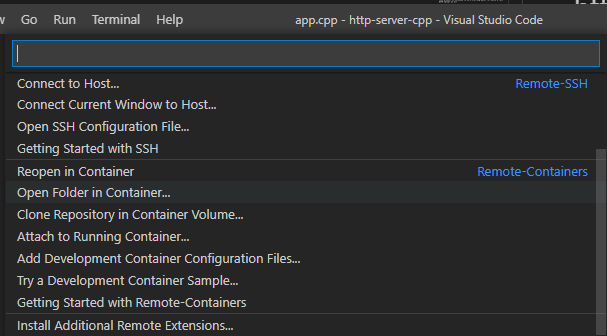 Go Run Terminal Help app.cpp - http-server-cpp - Visual Studio Code
Connect to Host... Remote-SSH
Connect Current Window to Host...
Open SSH Configuration File...
Getting Started with SSH
Reopen in Container Remote-Containers
Open Folder in Container...
Clone Repository in Container Volume...
Attach to Running Container...
Add Development Container Configuration Files...
Try a Development Container Sample...
Getting Started with Remote-Containers
Install Additional Remote Extensions...